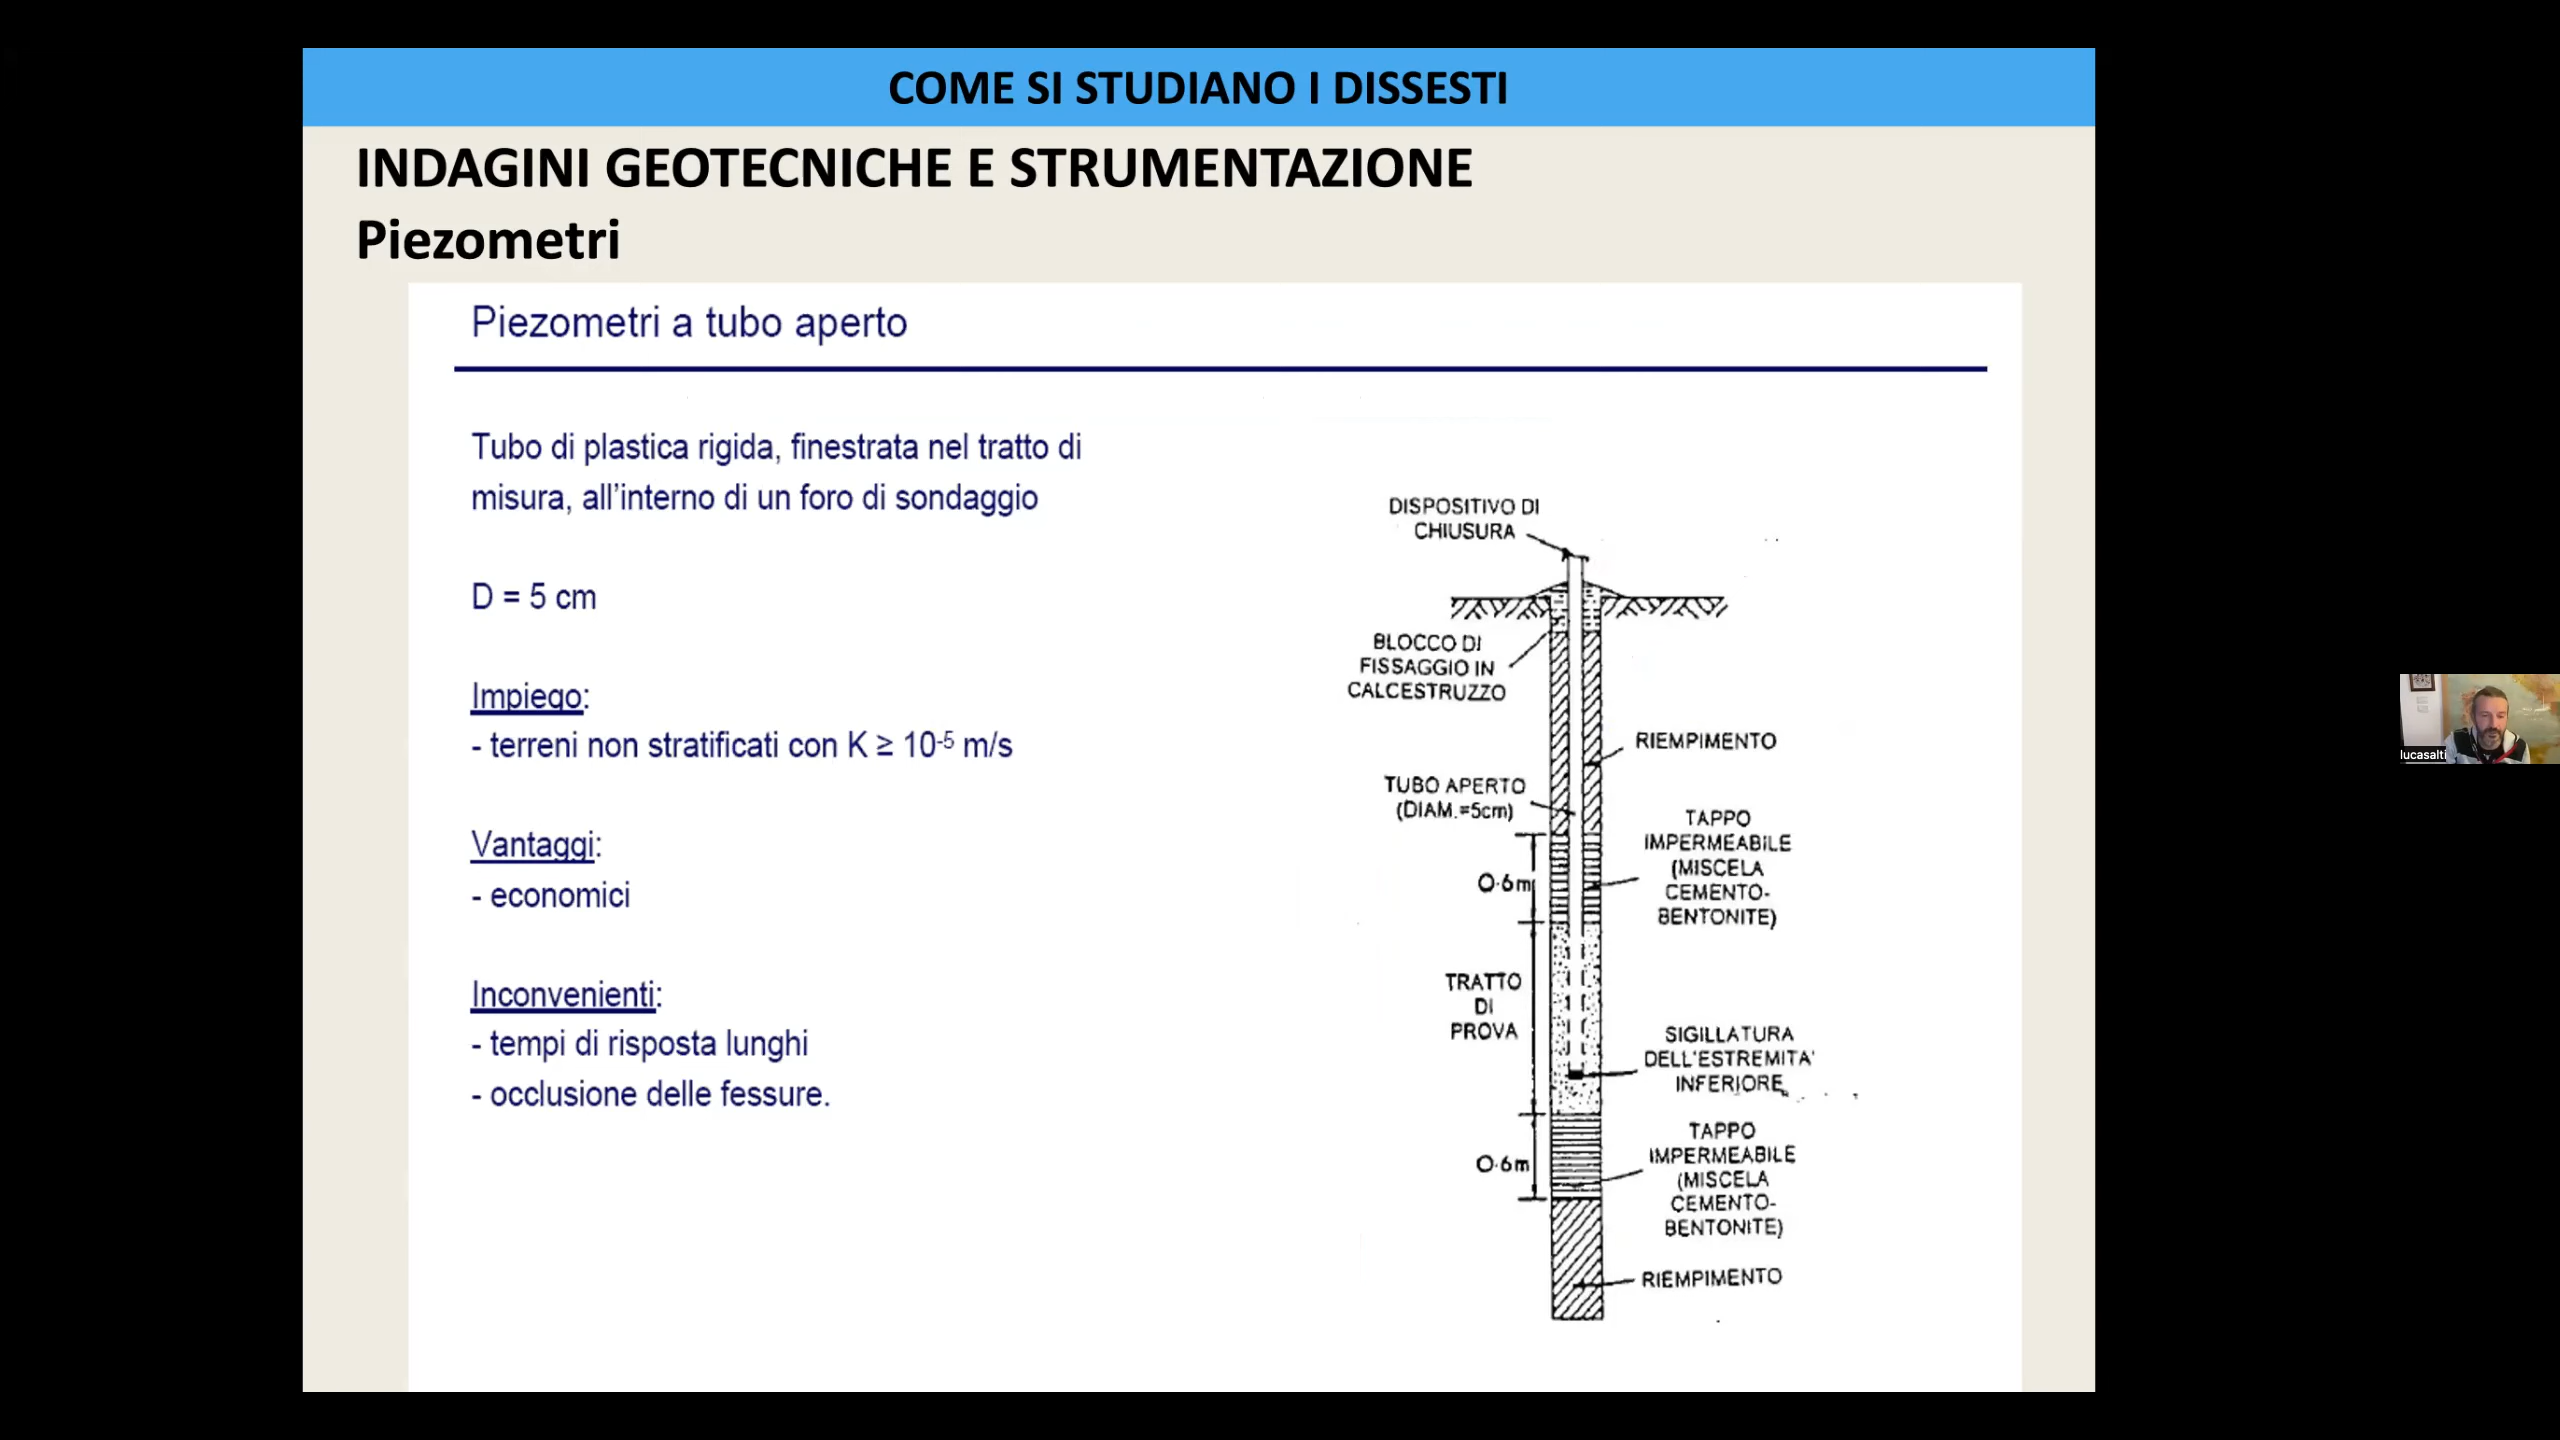 COME SI STUDIANO I DISSESTI
INDAGINI GEOTECNICHE E STRUMENTAZIONE
Piezometri
Piezometri a tubo aperto
Tubo di plastica rigida, finestrata nel tratto di
misura, all'interno di un foro di sondaggio
D = 5 cm
Impiego:
- terreni non stratificati con K ≥ 10⁻⁵ m/s
Vantaggi:
- economici
Inconvenienti:
- tempi di risposta lunghi
- occlusione delle fessure.
DISPOSITIVO DI
CHIUSURA
BLOCCO DI
FISSAGGIO IN
CALCESTRUZZO
RIEMPIMENTO
TUBO APERTO
(DIAM.=5cm)
TAPPO
IMPERMEABILE
(MISCELA
CEMENTO-
BENTONITE)
0·6m
TRATTO
DI
PROVA
SIGILLATURA
DELL'ESTREMITA'
INFERIORE
TAPPO
IMPERMEABILE
(MISCELA
CEMENTO-
BENTONITE)
0·6m
RIEMPIMENTO
lucasalti